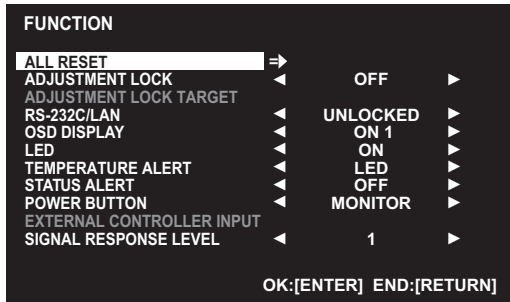 FUNCTION
ALL RESET
ADJUSTMENT LOCK OFF
ADJUSTMENT LOCK TARGET
RS-232C/LAN UNLOCKED
OSD DISPLAY ON 1
LED ON
TEMPERATURE ALERT LED
STATUS ALERT OFF
POWER BUTTON MONITOR
EXTERNAL CONTROLLER INPUT
SIGNAL RESPONSE LEVEL 1
OK:[ENTER] END:[RETURN]